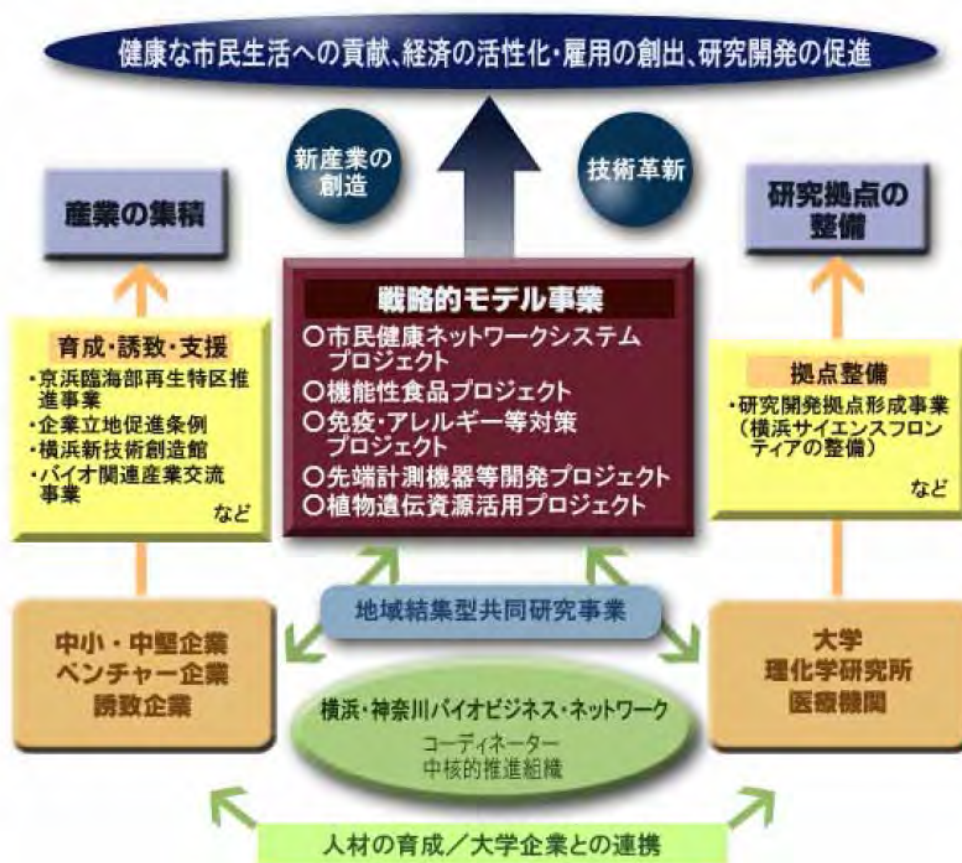 健康な市民生活への貢献、経済の活性化・雇用の創出、研究開発の促進
新産業の
創造
技術革新
産業の集積
研究拠点の
整備
戦略的モデル事業
○市民健康ネットワークシステム
プロジェクト
○機能性食品プロジェクト
○免疫・アレルギー等対策
プロジェクト
○先端計測機器等開発プロジェクト
○植物遺伝資源活用プロジェクト
育成・誘致・支援
・京浜臨海部再生特区推
進事業
・企業立地促進条例
・横浜新技術創造館
・バイオ関連産業交流
事業
など
拠点整備
・研究開発拠点形成事業
（横浜サイエンスフロン
ティアの整備）
など
地域結集型共同研究事業
中小・中堅企業
ベンチャー企業
誘致企業
大学
理化学研究所
医療機関
横浜・神奈川バイオビジネス・ネットワーク
コーディネーター
中核的推進組織
人材の育成／大学企業との連携